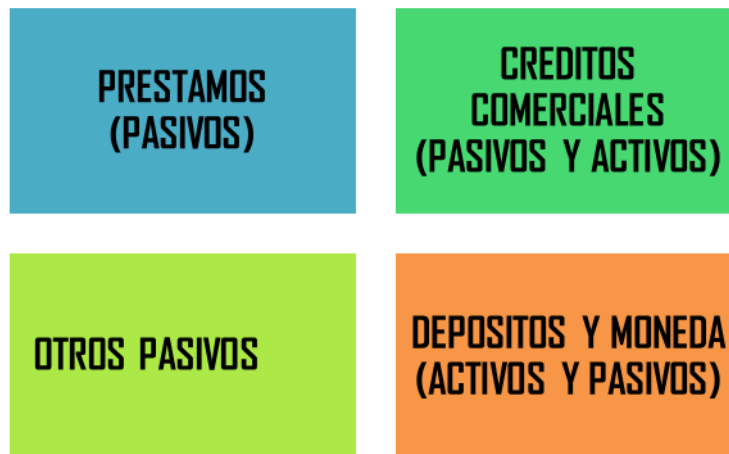 PRESTAMOS
(PASIVOS)
CREDITOS
COMERCIALES
(PASIVOS Y ACTIVOS)
OTROS PASIVOS
DEPOSITOS Y MONEDA
(ACTIVOS Y PASIVOS)